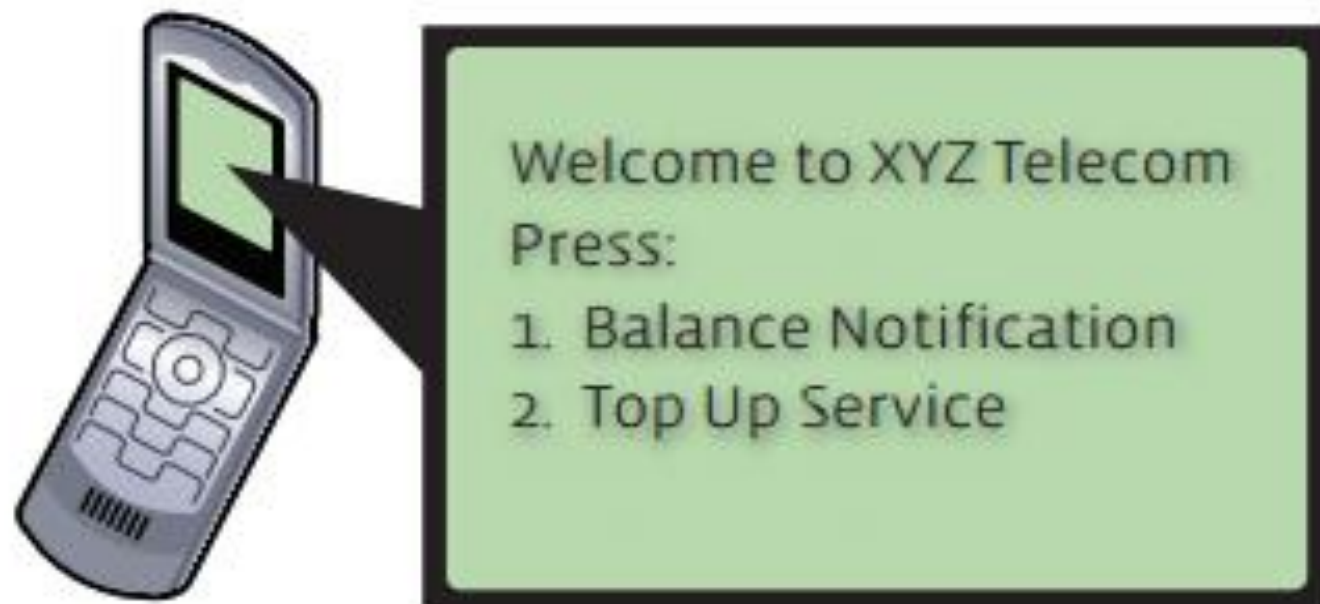 Welcome to XYZ Telecom
Press:
1. Balance Notification
2. Top Up Service